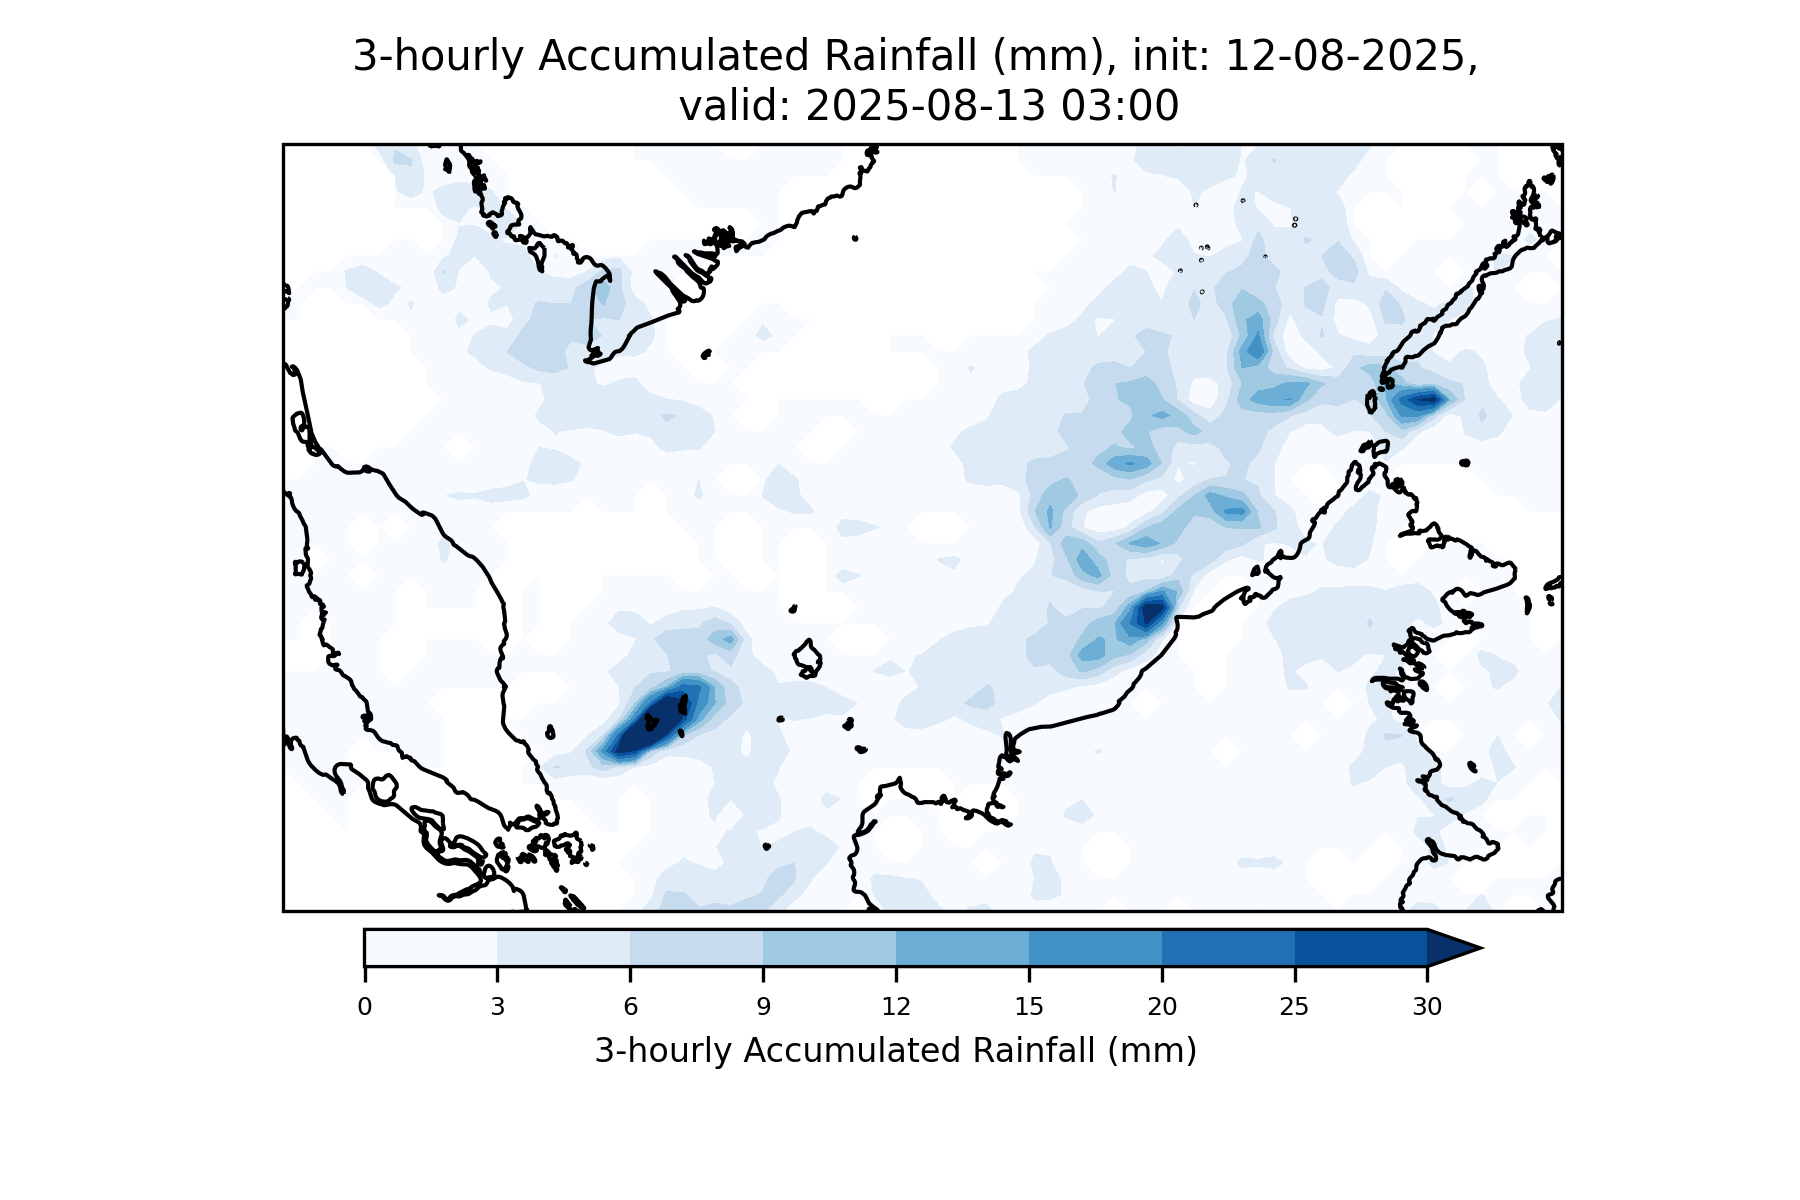 3-hourly Accumulated Rainfall (mm), init: 12-08-2025,
valid: 2025-08-13 03:00
0 3 6 9 12 15 20 25 30
3-hourly Accumulated Rainfall (mm)